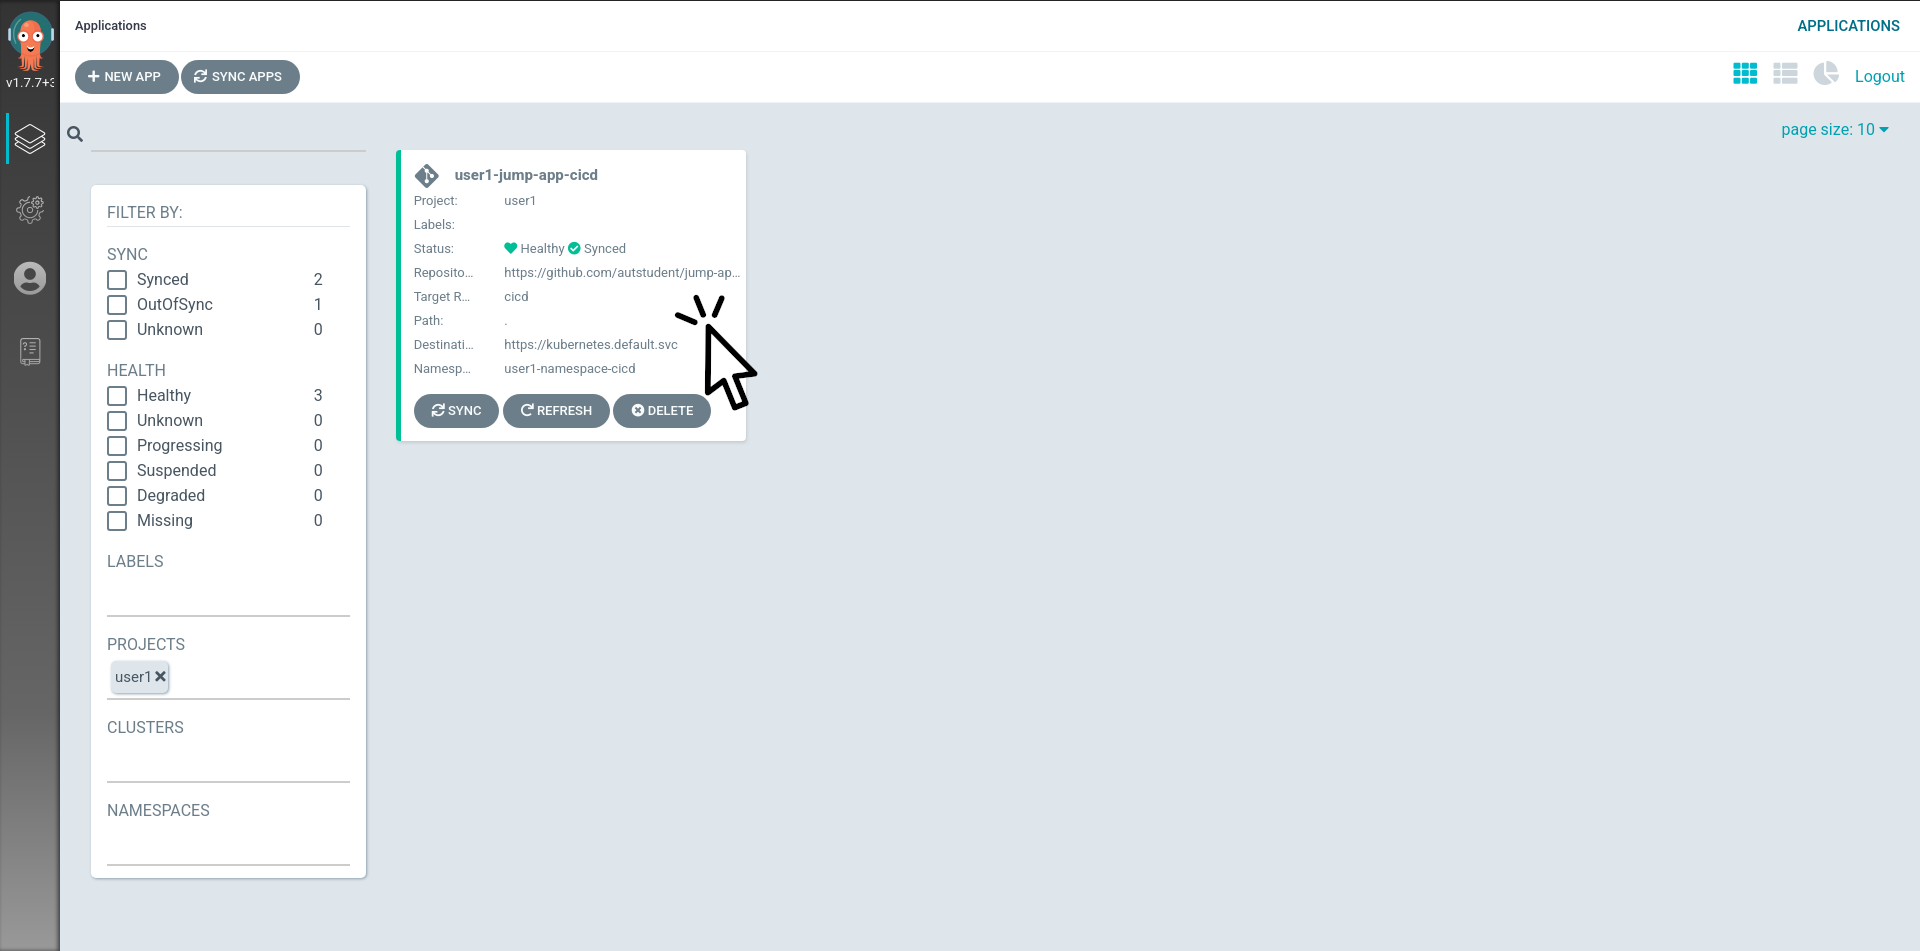 Applications
APPLICATIONS
v1.7.7+3
NEW APP
SYNC APPS
Logout
page size: 10
FILTER BY:
SYNC
Synced 2
OutOfSync 1
Unknown 0
HEALTH
Healthy 3
Unknown 0
Progressing 0
Suspended 0
Degraded 0
Missing 0
LABELS
PROJECTS
user1
CLUSTERS
NAMESPACES
user1-jump-app-cicd
Project: user1
Labels:
Status: Healthy Synced
Reposito... https://github.com/autstudent/jump-ap...
Target R... cicd
Path: .
Destinati... https://kubernetes.default.svc
Namesp... user1-namespace-cicd
SYNC REFRESH DELETE